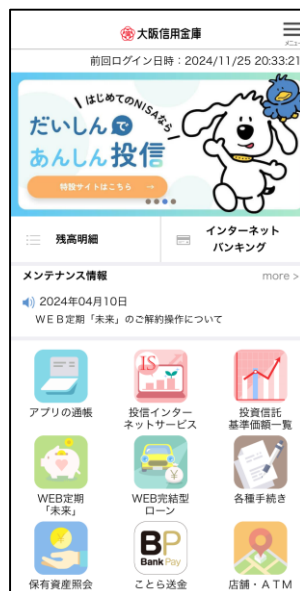 大阪信用金庫
メニュー
前回ログイン日時：2024/11/25 20:33:21
はじめてのNISAなら
だいしんで
あんしん投信
特設サイトはこちら →
残高明細
インターネット
バンキング
メンテナンス情報
more >
2024年04月10日
ＷＥＢ定期「未来」のご解約操作について
IS
アプリの通帳
投信インター
ネットサービス
投資信託
基準価額一覧
WEB定期
「未来」
WEB完結型
ローン
各種手続き
BP
Bank Pay
保有資産照会
ことら送金
店舗・ＡＴＭ